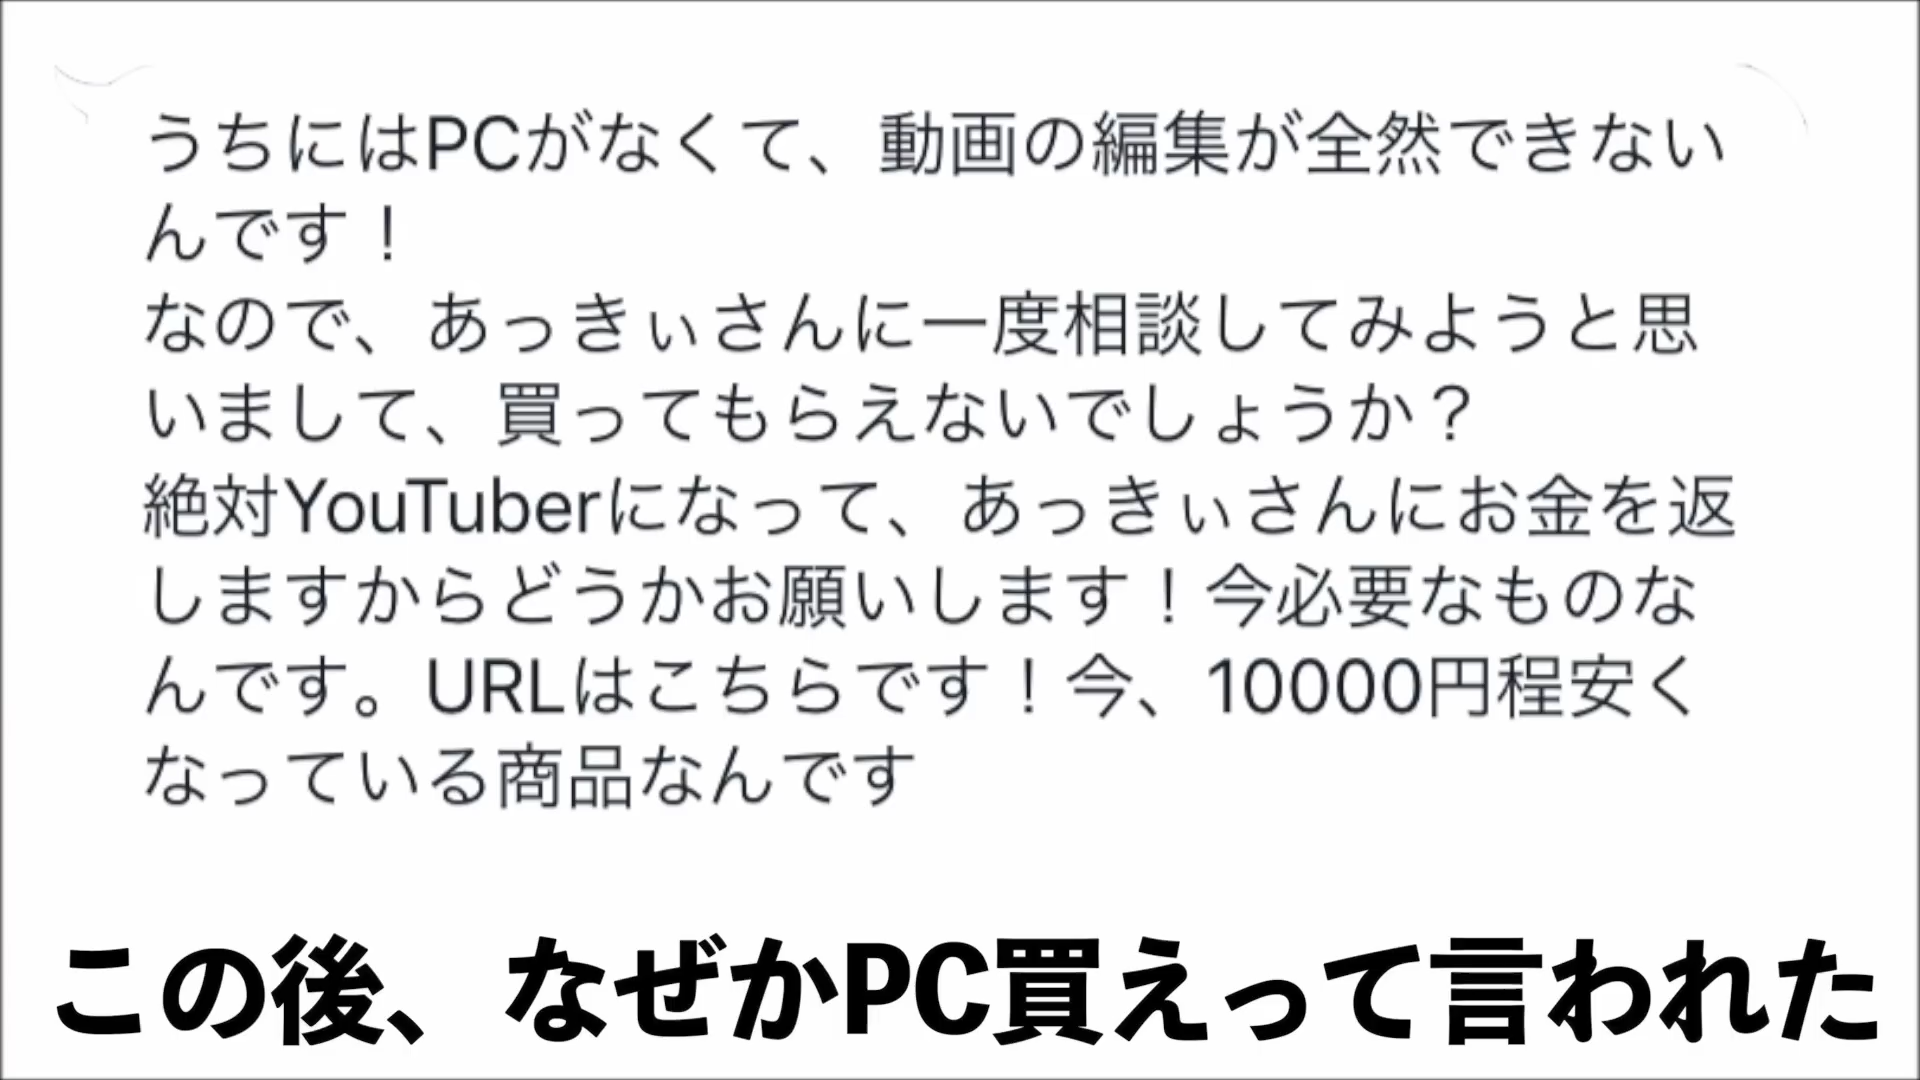 うちにはPCがなくて、動画の編集が全然できない
んです！
なので、あっきぃさんに一度相談してみようと思
いまして、買ってもらえないでしょうか？
絶対YouTuberになって、あっきぃさんにお金を返
しますからどうかお願いします！今必要なものな
んです。URLはこちらです！今、10000円程安く
なっている商品なんです
この後、なぜかPC買えって言われた